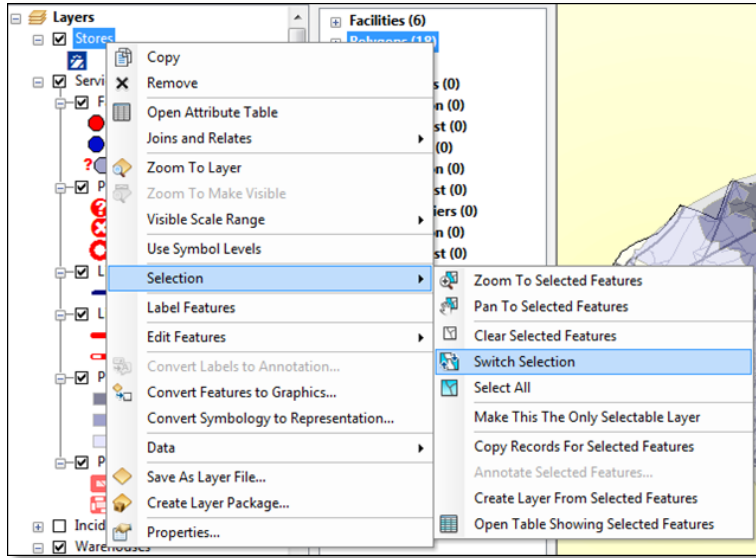 Layers
Stores
Servi
F
?
P
?
L
L
P
P
Incid
Warehouses
Facilities (6)
Polygons (18)
s (0)
n (0)
st (0)
(0)
n (0)
st (0)
iers (0)
n (0)
st (0)
Copy
Remove
Open Attribute Table
Joins and Relates
Zoom To Layer
Zoom To Make Visible
Visible Scale Range
Use Symbol Levels
Selection
Label Features
Edit Features
Convert Labels to Annotation...
Convert Features to Graphics...
Convert Symbology to Representation...
Data
Save As Layer File...
Create Layer Package...
Properties...
Zoom To Selected Features
Pan To Selected Features
Clear Selected Features
Switch Selection
Select All
Make This The Only Selectable Layer
Copy Records For Selected Features
Annotate Selected Features...
Create Layer From Selected Features
Open Table Showing Selected Features